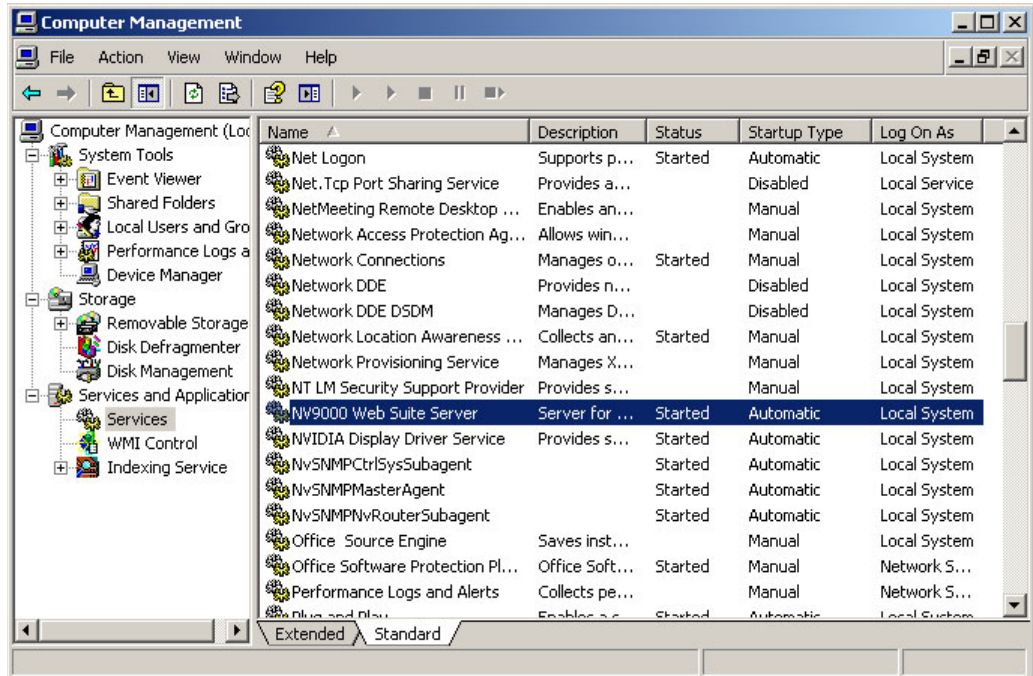 Computer Management
File Action View Window Help
Computer Management (Loc
System Tools
Event Viewer
Shared Folders
Local Users and Gro
Performance Logs a
Device Manager
Storage
Removable Storage
Disk Defragmenter
Disk Management
Services and Application
Services
WMI Control
Indexing Service
Name Description Status Startup Type Log On As
Net Logon Supports p... Started Automatic Local System
Net.Tcp Port Sharing Service Provides a... Disabled Local Service
NetMeeting Remote Desktop ... Enables an... Manual Local System
Network Access Protection Ag... Allows win... Manual Local System
Network Connections Manages o... Started Manual Local System
Network DDE Provides n... Disabled Local System
Network DDE DSDM Manages D... Disabled Local System
Network Location Awareness ... Collects an... Started Manual Local System
Network Provisioning Service Manages X... Manual Local System
NT LM Security Support Provider Provides s... Manual Local System
NV9000 Web Suite Server Server for ... Started Automatic Local System
NVIDIA Display Driver Service Provides s... Started Automatic Local System
NvSNMPCtrlSysSubagent Started Automatic Local System
NvSNMPMasterAgent Started Automatic Local System
NvSNMPNvRouterSubagent Started Automatic Local System
Office Source Engine Saves inst... Manual Local System
Office Software Protection Pl... Office Soft... Started Manual Network S...
Performance Logs and Alerts Collects pe... Manual Network S...
Plug and Play Enables a c... Started Automatic Local System
Extended Standard